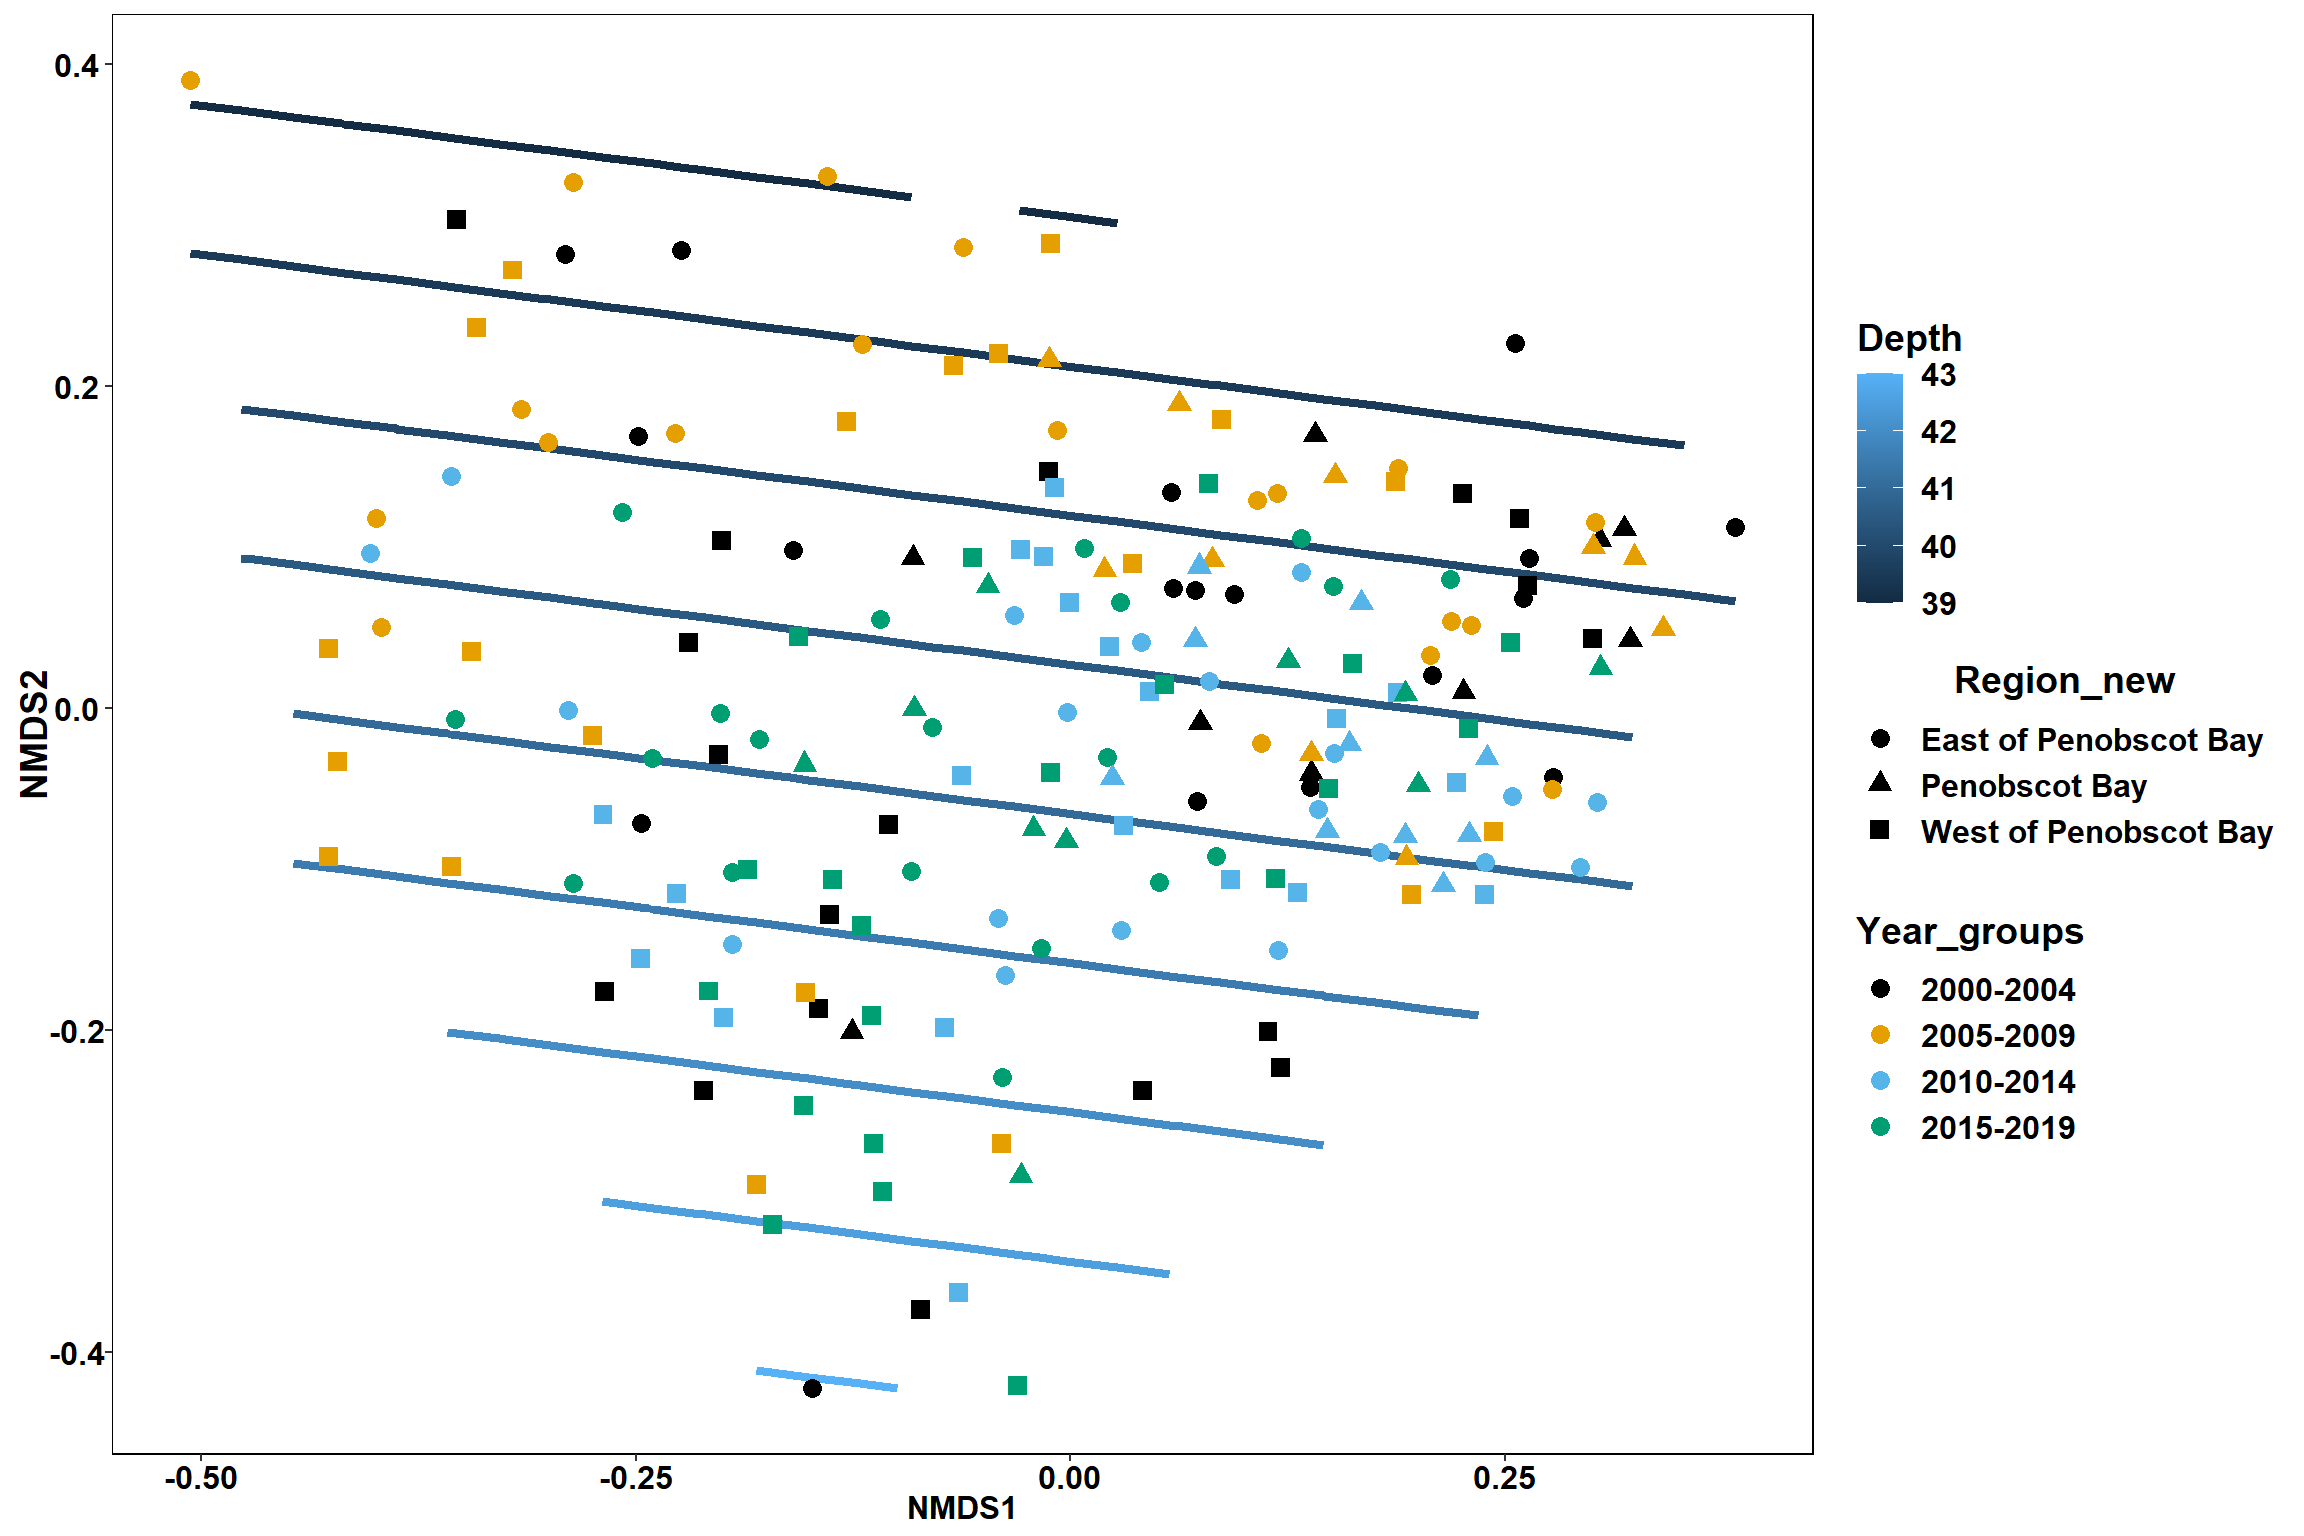 0.4
0.2
0.0
-0.2
-0.4
NMDS2
-0.50
-0.25
0.00
0.25
NMDS1
Depth
43
42
41
40
39
Region_new
East of Penobscot Bay
Penobscot Bay
West of Penobscot Bay
Year_groups
2000-2004
2005-2009
2010-2014
2015-2019